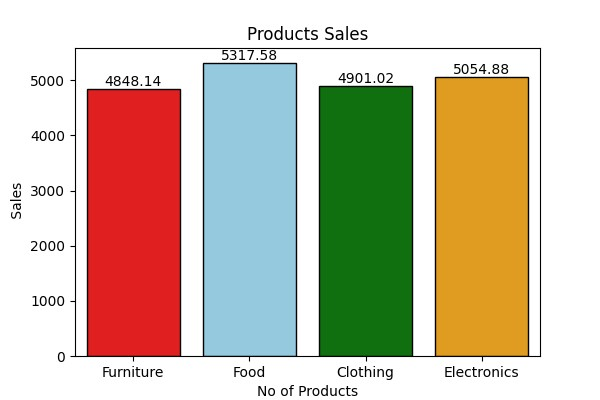 Products Sales
5317.58
5054.88
4901.02
4848.14
5000
4000
3000
2000
1000
0
Sales
Furniture Food Clothing Electronics
No of Products